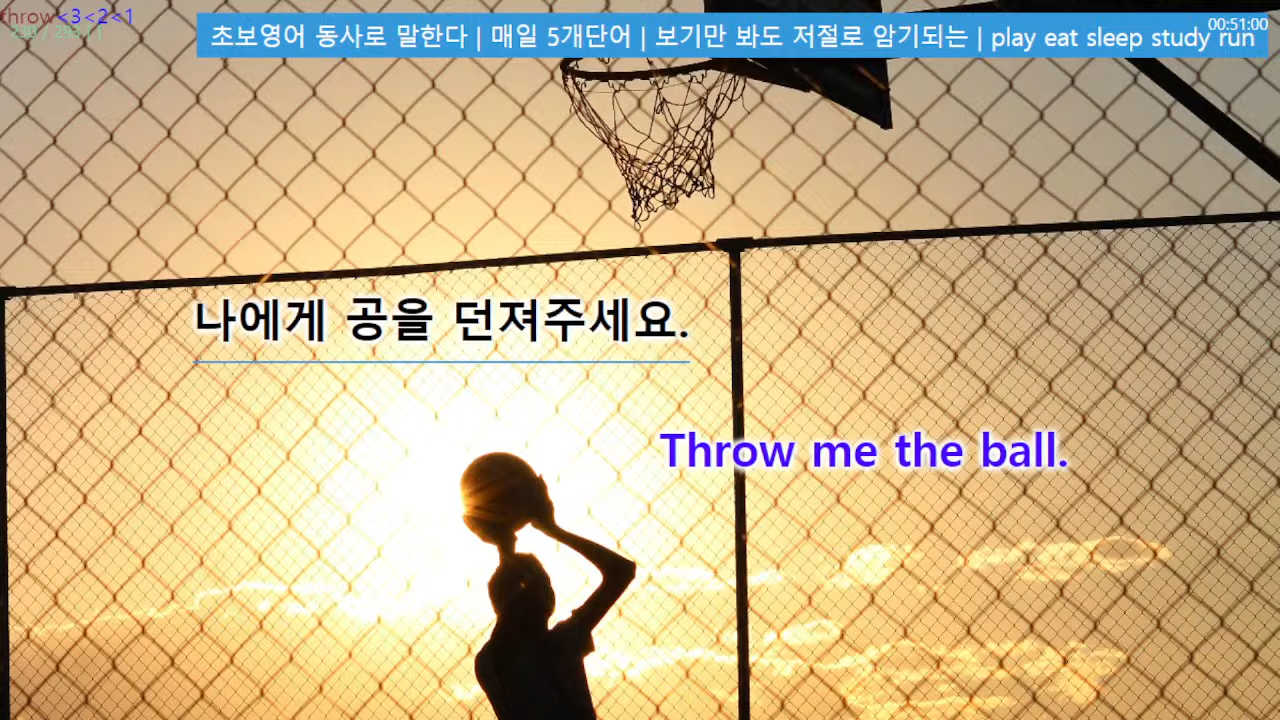 throw<3<2<1
초보영어 동사로 말한다 | 매일 5개단어 | 보기만 봐도 저절로 암기되는 | play eat sleep study run
00:51:00
나에게 공을 던져주세요.
Throw me the ball.